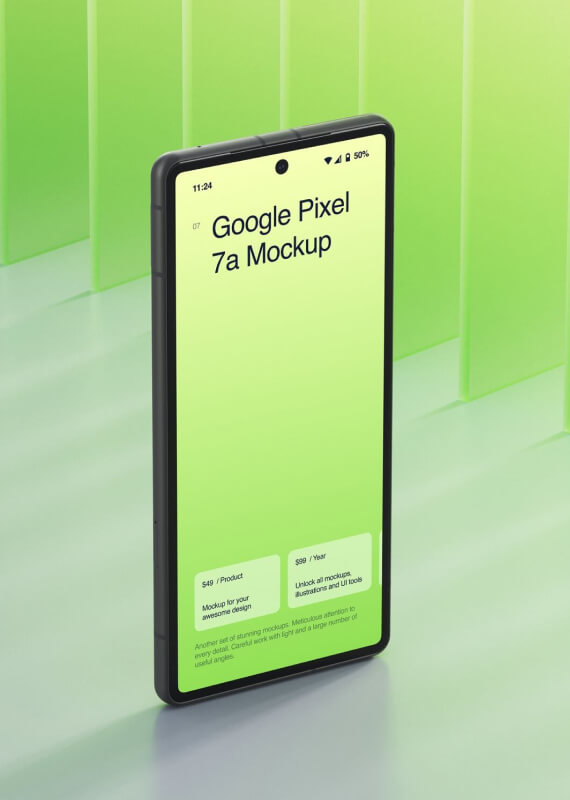 11:24
50%
07
Google Pixel
7a Mockup
$49 / Product
Mockup for your
awesome design
$99 / Year
Unlock all mockups,
illustrations and UI tools
Another set of stunning mockups. Meticulous attention to
every detail. Careful work with light and a large number of
useful angles.